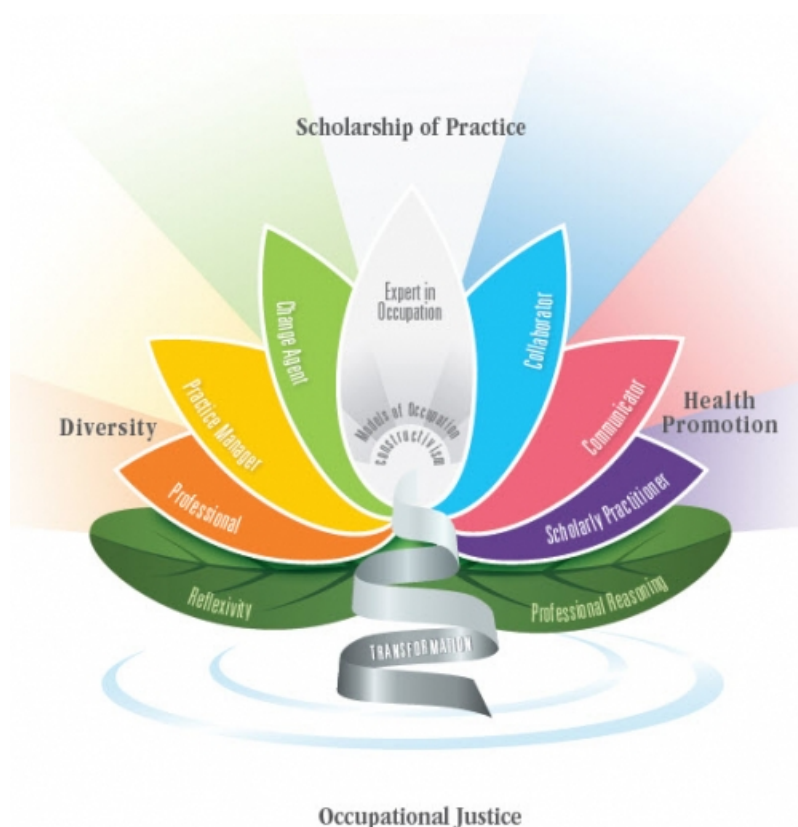 Scholarship of Practice
Expert in
Occupation
Change Agent
Collaborator
Practice Manager
Communicator
Models of Occupation
constructivism
Diversity
Health
Promotion
Professional
Scholarly Practitioner
Reflexivity
Professional Reasoning
TRANSFORMATION
Occupational Justice